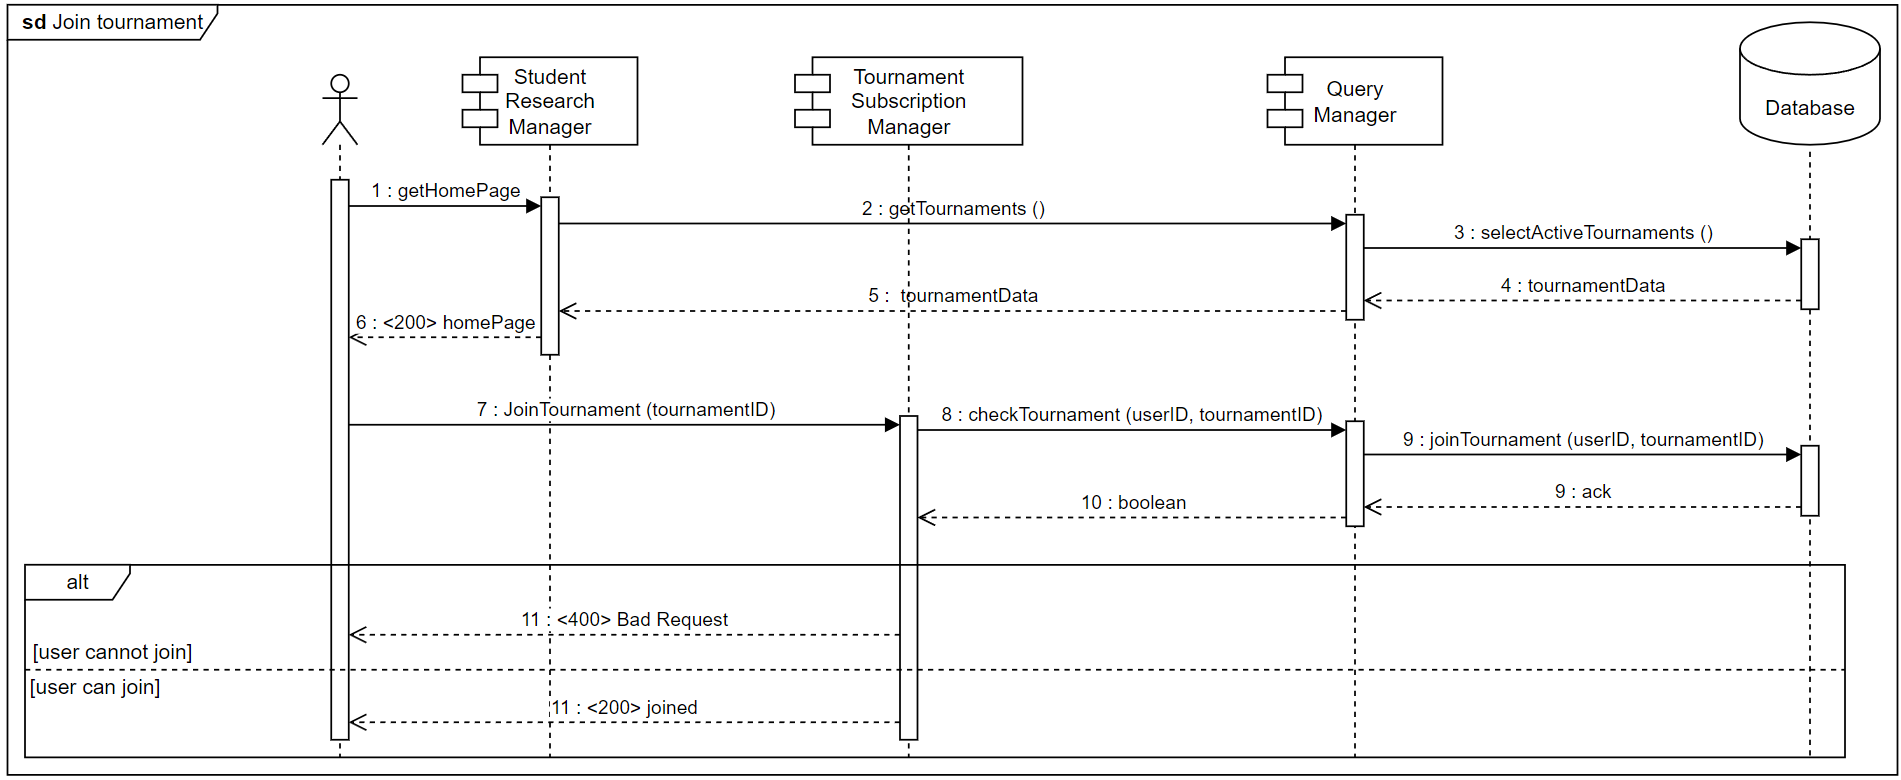 sd Join tournament
Student
Research
Manager
Tournament
Subscription
Manager
Query
Manager
Database
1 : getHomePage
2 : getTournaments ()
3 : selectActiveTournaments ()
4 : tournamentData
5 : tournamentData
6 : <200> homePage
7 : JoinTournament (tournamentID)
8 : checkTournament (userID, tournamentID)
9 : joinTournament (userID, tournamentID)
9 : ack
10 : boolean
alt
11 : <400> Bad Request
[user cannot join]
[user can join]
11 : <200> joined